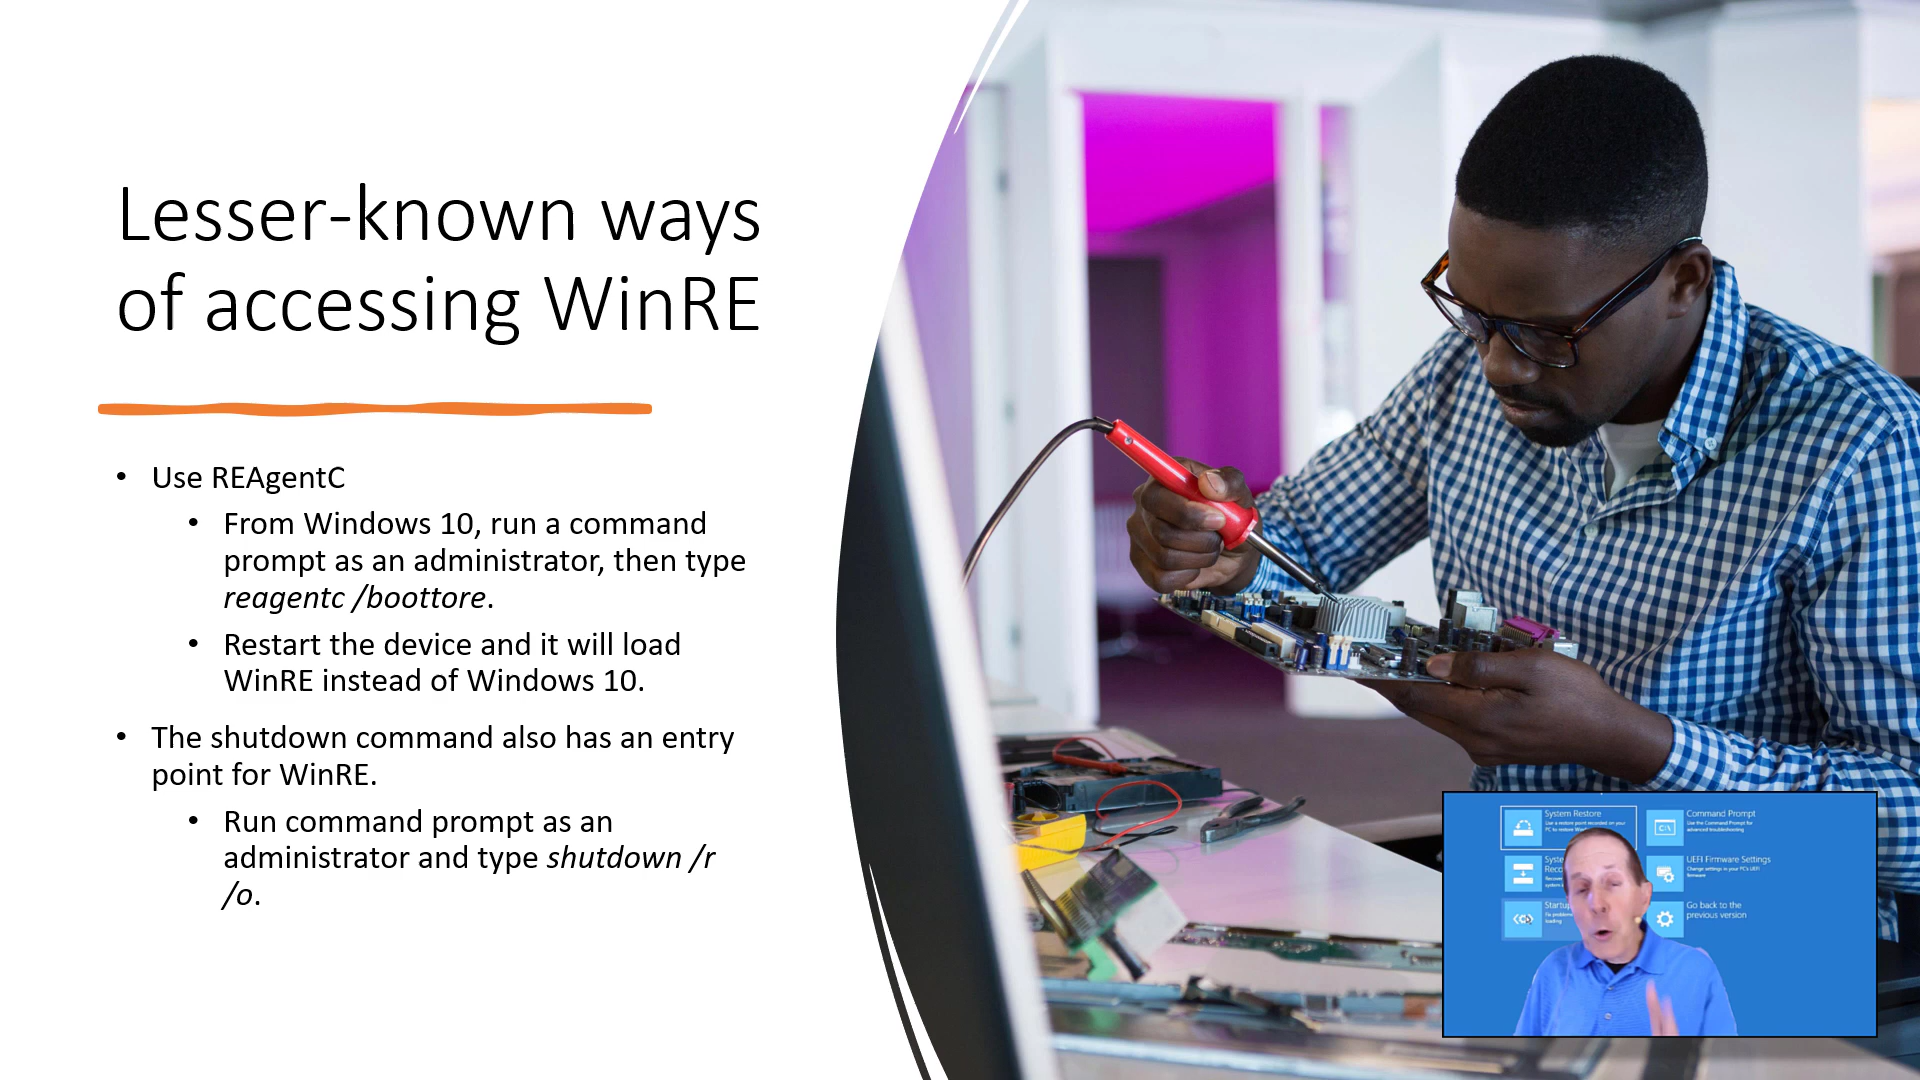 Lesser-known ways
of accessing WinRE
• Use REAgentC
• From Windows 10, run a command
prompt as an administrator, then type
reagentc /boottore.
• Restart the device and it will load
WinRE instead of Windows 10.
• The shutdown command also has an entry
point for WinRE.
• Run command prompt as an
administrator and type shutdown /r
/o.
System Restore
Use a restore point recorded on your
PC to restore
Command Prompt
Use the Command Prompt for
advanced troubleshooting
UEFI Firmware Settings
Change settings in your PC's UEFI
firmware
loading
Go back to the
previous version